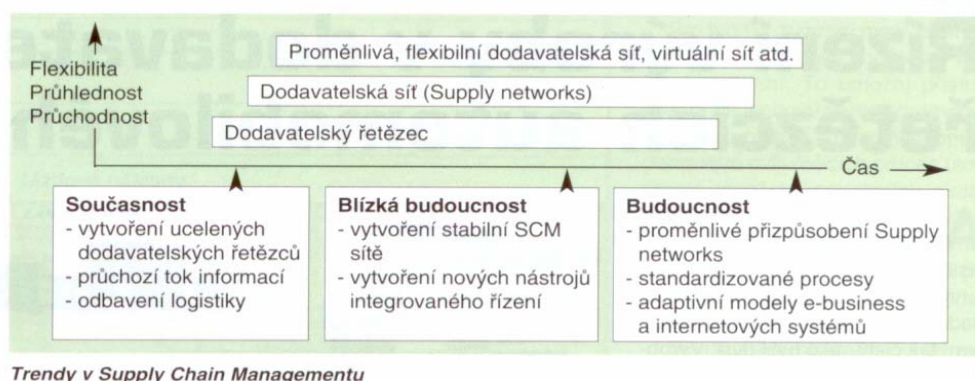 Flexibilita
Průhlednost
Průchodnost
Proměnlivá, flexibilní dodavatelská síť, virtuální síť atd.
Dodavatelská síť (Supply networks)
Dodavatelský řetězec
Čas
Současnost
- vytvoření ucelených
dodavatelských řetězců
- průchozí tok informací
- odbavení logistiky
Blízká budoucnost
- vytvoření stabilní SCM
sítě
- vytvoření nových nástrojů
integrovaného řízení
Budoucnost
- proměnlivé přizpůsobení Supply
networks
- standardizované procesy
- adaptivní modely e-business
a internetových systémů
Trendy v Supply Chain Managementu